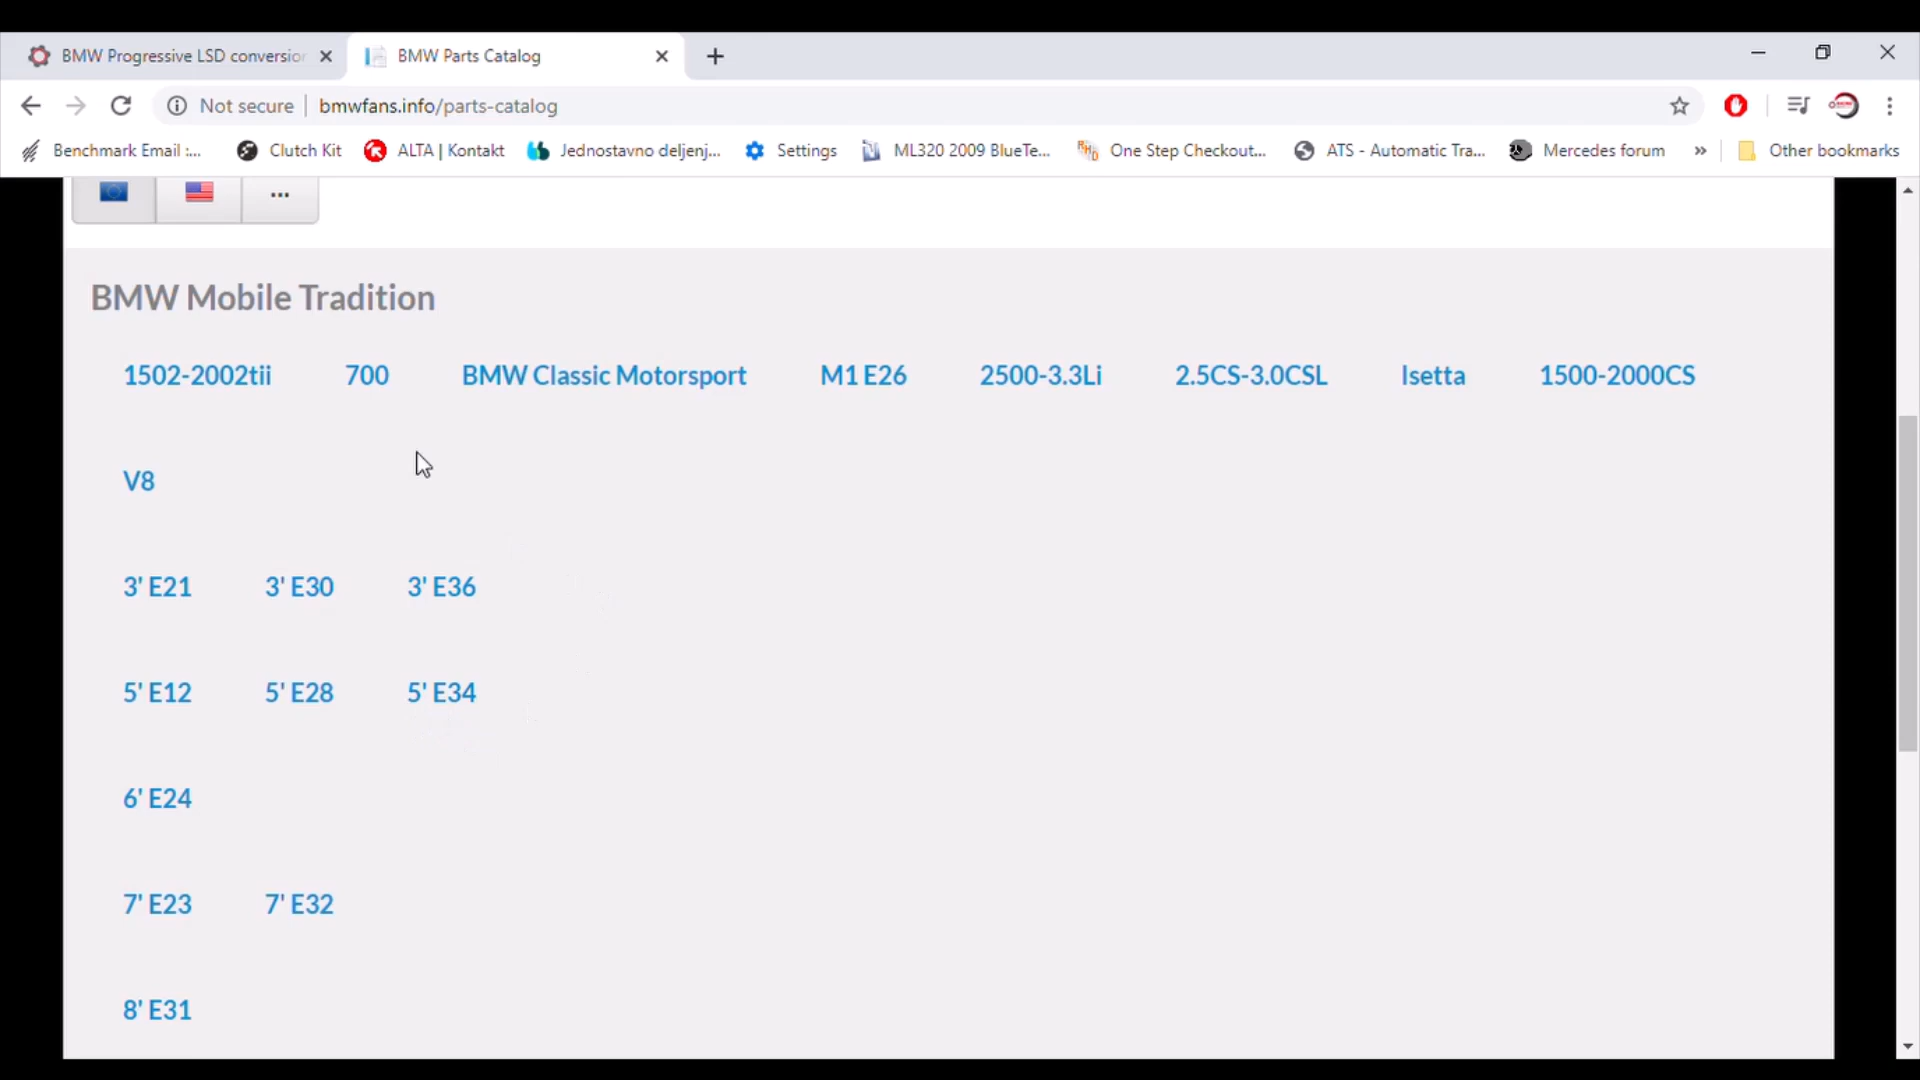 BMW Progressive LSD conversion
BMW Parts Catalog
Not secure
bmwfans.info/parts-catalog
Benchmark Email :...
Clutch Kit
ALTA | Kontakt
Jednostavno deljenj...
Settings
ML320 2009 BlueTe...
One Step Checkout...
ATS - Automatic Tra...
Mercedes forum
»
Other bookmarks
...
BMW Mobile Tradition
1502-2002tii 700 BMW Classic Motorsport M1 E26 2500-3.3Li 2.5CS-3.0CSL Isetta 1500-2000CS
V8
3' E21 3' E30 3' E36
5' E12 5' E28 5' E34
6' E24
7' E23 7' E32
8' E31